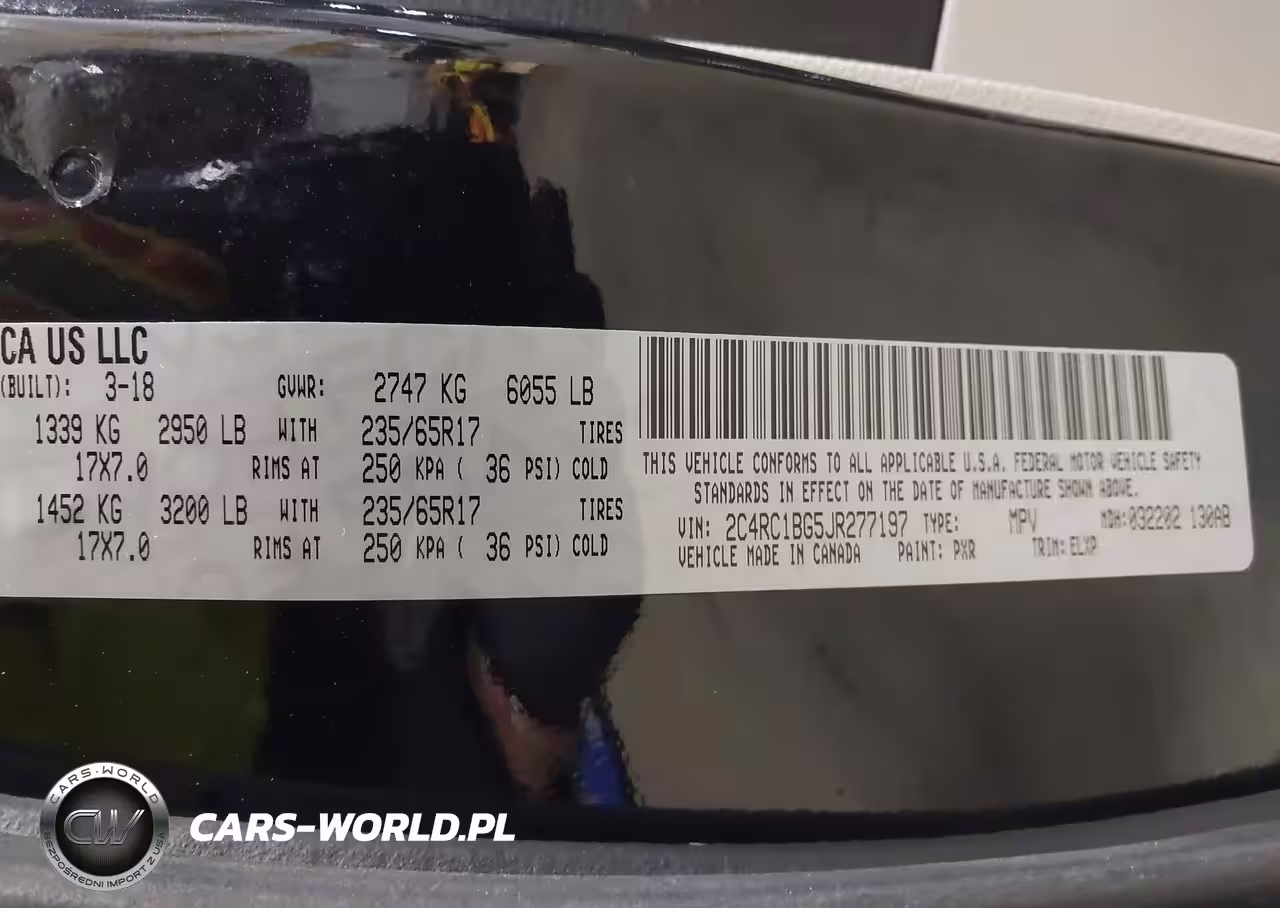 CA US LLC
(BUILT): 3-18 GVWR: 2747 KG 6055 LB
1339 KG 2950 LB WITH 235/65R17 TIRES
17X7.0 RIMS AT 250 KPA ( 36 PSI) COLD
1452 KG 3200 LB WITH 235/65R17 TIRES
17X7.0 RIMS AT 250 KPA ( 36 PSI) COLD
THIS VEHICLE CONFORMS TO ALL APPLICABLE U.S.A. FEDERAL MOTOR VEHICLE SAFETY
STANDARDS IN EFFECT ON THE DATE OF MANUFACTURE SHOWN ABOVE.
VIN: 2C4RC1BG5JR277197 TYPE: MPV MDH: 032202 130AB
VEHICLE MADE IN CANADA PAINT: PXR TRIM: ELXP
CARS-WORLD
CW
BEZPOŚREDNI IMPORT Z USA
CARS-WORLD.PL